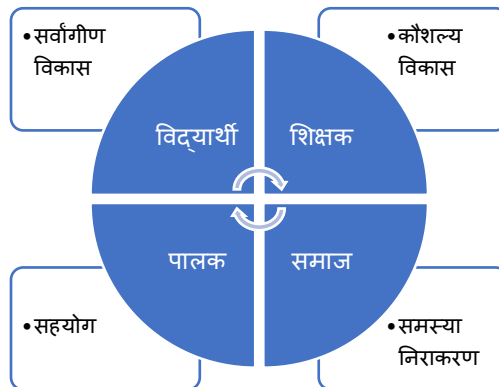 •सर्वांगीण
विकास
•कौशल्य
विकास
विद्‌यार्थी
शिक्षक
पालक
समाज
•सहयोग
•समस्या
निराकरण